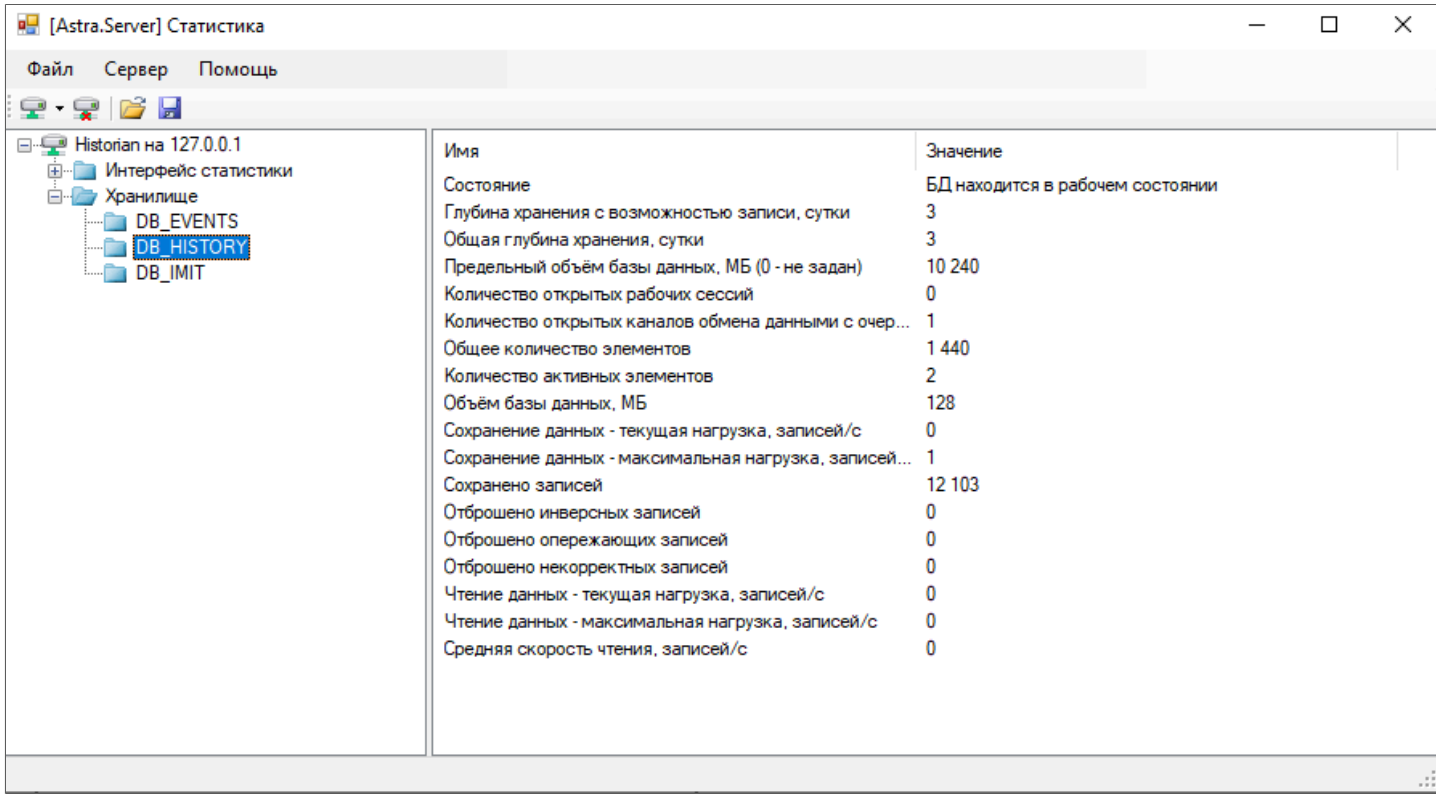 [Astra.Server] Статистика
Файл Сервер Помощь
Historian на 127.0.0.1
Интерфейс статистики
Хранилище
DB_EVENTS
DB_HISTORY
DB_IMIT
Имя Значение
Состояние БД находится в рабочем состоянии
Глубина хранения с возможностью записи, сутки 3
Общая глубина хранения, сутки 3
Предельный объём базы данных, МБ (0 - не задан) 10 240
Количество открытых рабочих сессий 0
Количество открытых каналов обмена данными с очер... 1
Общее количество элементов 1 440
Количество активных элементов 2
Объём базы данных, МБ 128
Сохранение данных - текущая нагрузка, записей/с 0
Сохранение данных - максимальная нагрузка, записей... 1
Сохранено записей 12 103
Отброшено инверсных записей 0
Отброшено опережающих записей 0
Отброшено некорректных записей 0
Чтение данных - текущая нагрузка, записей/с 0
Чтение данных - максимальная нагрузка, записей/с 0
Средняя скорость чтения, записей/с 0